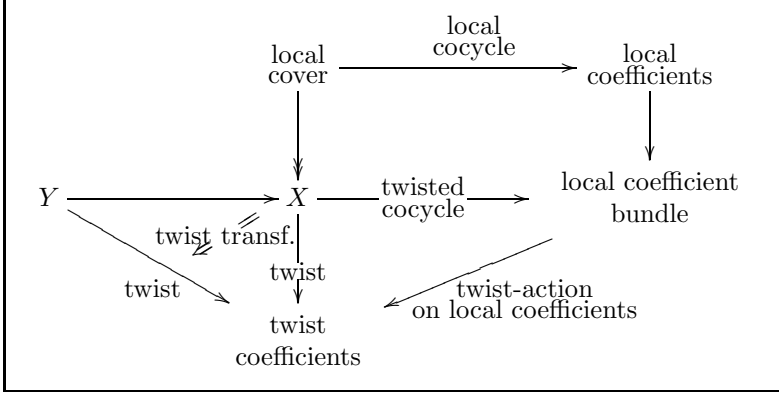 local
cocycle
local
cover
local
coefficients
Y
X
twisted
cocycle
local coefficient
bundle
twist transf.
twist
twist
twist-action
on local coefficients
twist
coefficients